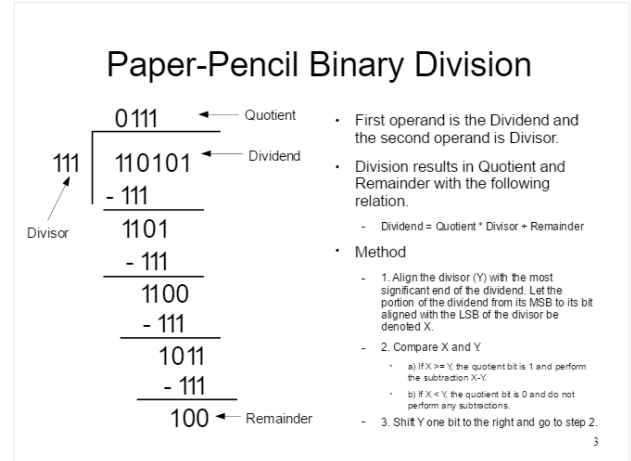 Paper-Pencil Binary Division
0111
Quotient
111
110101
Dividend
- 111
Divisor
1101
- 111
1100
- 111
1011
- 111
100
Remainder
• First operand is the Dividend and
the second operand is Divisor.
• Division results in Quotient and
Remainder with the following
relation.
- Dividend = Quotient * Divisor + Remainder
• Method
- 1. Align the divisor (Y) with the most
significant end of the dividend. Let the
portion of the dividend from its MSB to its bit
aligned with the LSB of the divisor be
denoted X.
- 2. Compare X and Y.
• a) If X >= Y, the quotient bit is 1 and perform
the subtraction X-Y.
• b) If X < Y, the quotient bit is 0 and do not
perform any subtractions.
- 3. Shift Y one bit to the right and go to step 2.
3